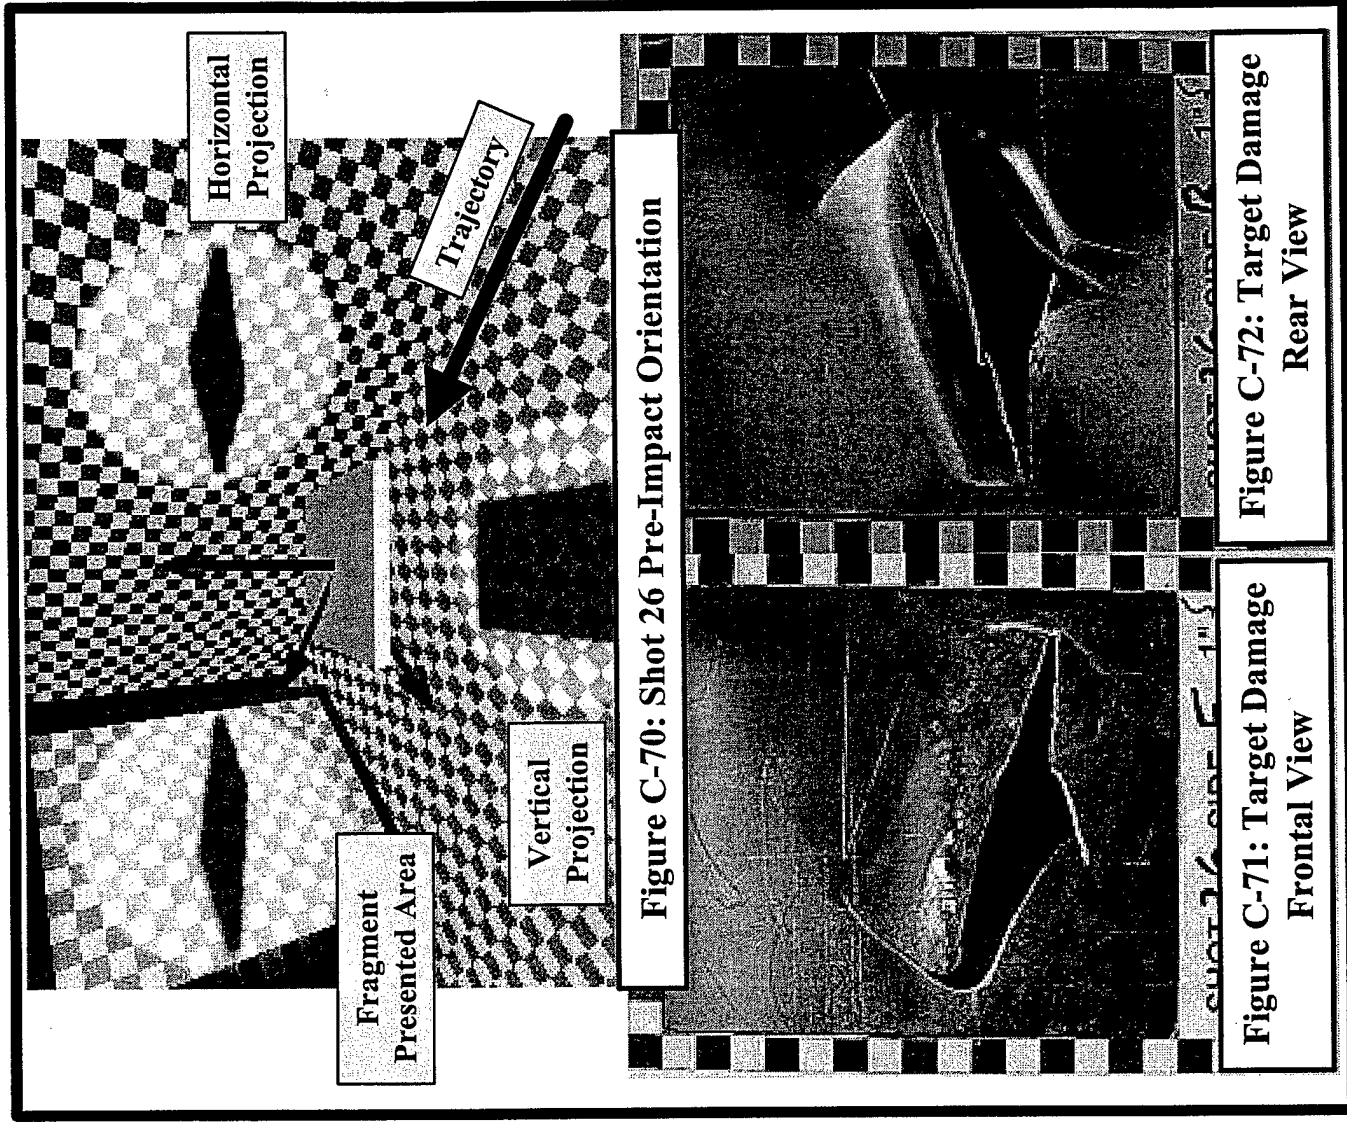 Horizontal
Projection
Trajectory
Fragment
Presented Area
Vertical
Projection
Figure C-70: Shot 26 Pre-Impact Orientation
Figure C-71: Target Damage
Frontal View
Figure C-72: Target Damage
Rear View